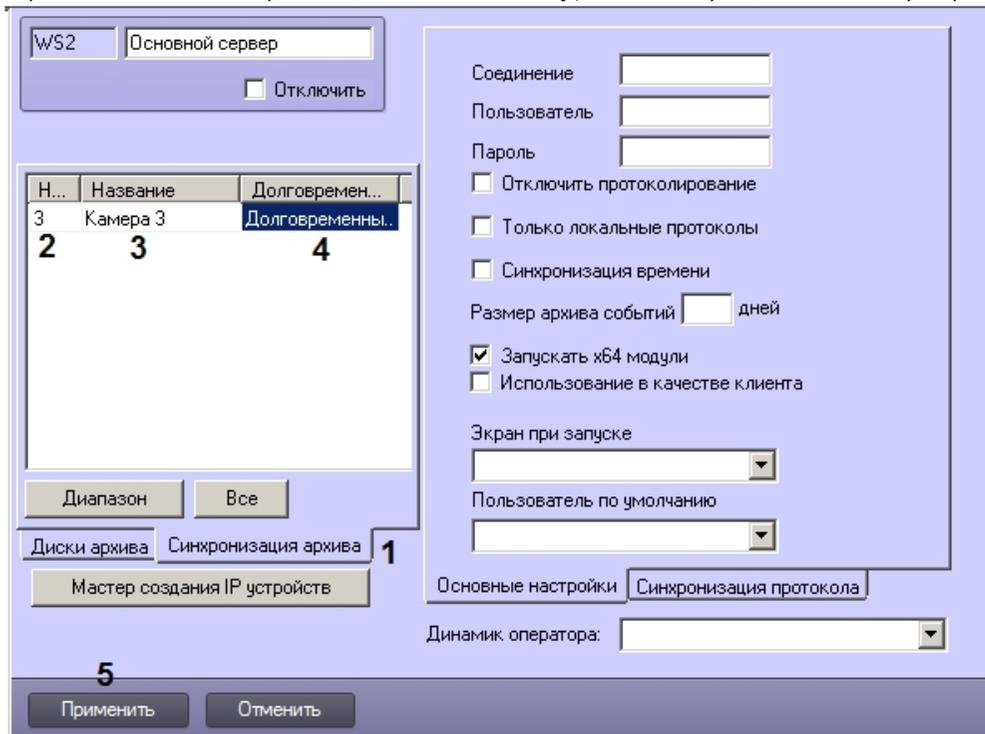 WS2 Основной сервер
Отключить
Н... Название Долговремен...
3 Камера 3 Долговременны..
2 3 4
Диапазон Все
Диски архива Синхронизация архива 1
Мастер создания IP устройств
Соединение
Пользователь
Пароль
Отключить протоколирование
Только локальные протоколы
Синхронизация времени
Размер архива событий дней
Запускать x64 модули
Использование в качестве клиента
Экран при запуске
Пользователь по умолчанию
Основные настройки Синхронизация протокола
Динамик оператора:
5
Применить Отменить